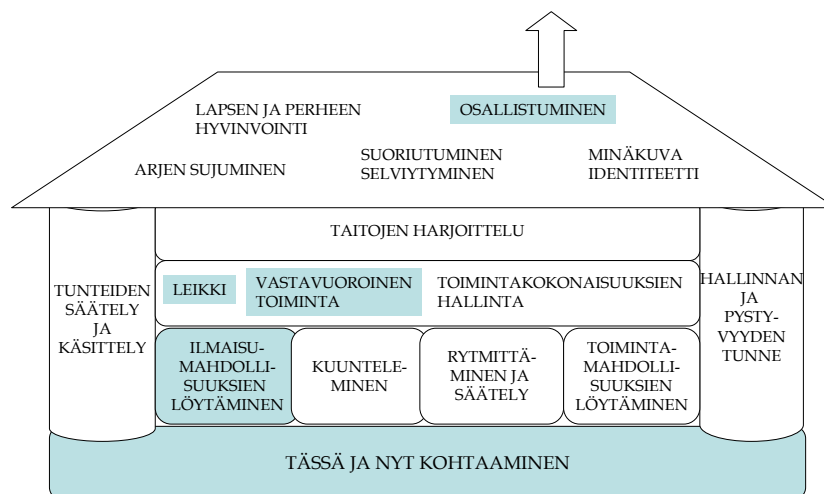 LAPSEN JA PERHEEN
HYVINVOINTI
OSALLISTUMINEN
ARJEN SUJUMINEN
SUORIUTUMINEN
SELVIYTYMINEN
MINÄKUVA
IDENTITEETTI
TAITOJEN HARJOITTELU
TUNTEIDEN
SÄÄTELY
JA
KÄSITTELY
LEIKKI
VASTAVUOROINEN
TOIMINTA
TOIMINTAKOKONAISUUKSIEN
HALLINTA
HALLINNAN
JA
PYSTY-
VYYDEN
TUNNE
ILMAISU-
MAHDOLLI-
SUUKSIEN
LÖYTÄMINEN
KUUNTELE-
MINEN
RYTMITTÄ-
MINEN JA
SÄÄTELY
TOIMINTA-
MAHDOLLI-
SUUKSIEN
LÖYTÄMINEN
TÄSSÄ JA NYT KOHTAAMINEN